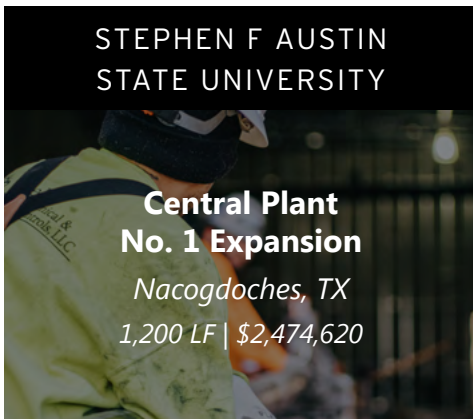 STEPHEN F AUSTIN
STATE UNIVERSITY
Central Plant
No. 1 Expansion
Nacogdoches, TX
1,200 LF | $2,474,620